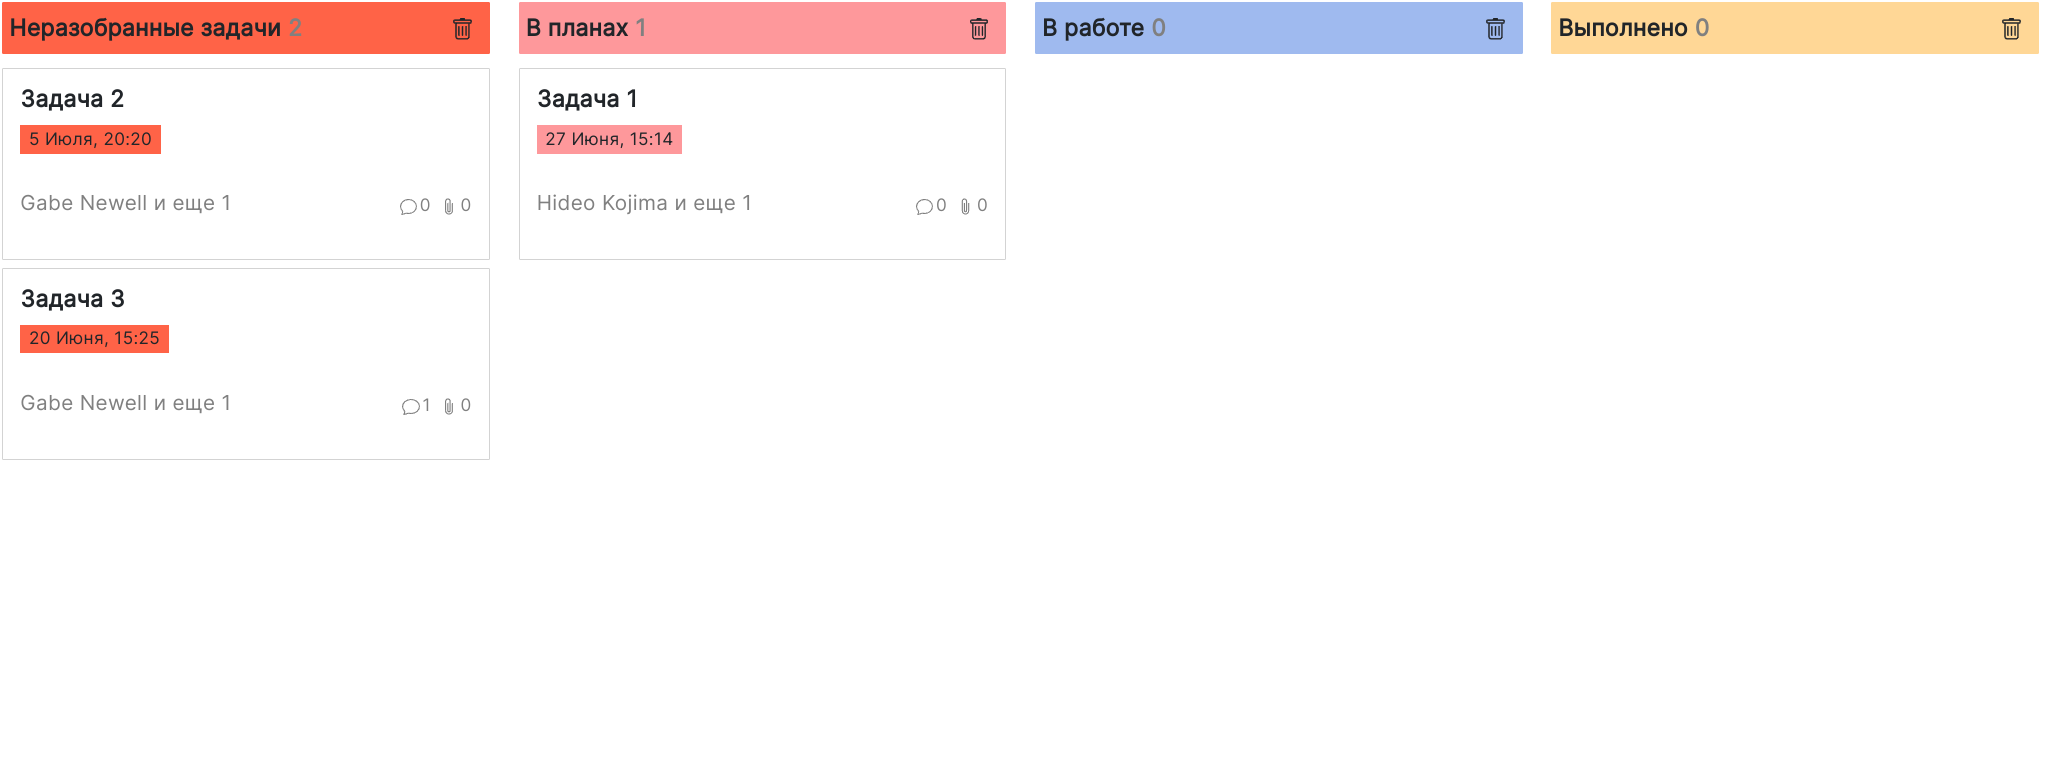 Неразобранные задачи 2
Задача 2
5 Июля, 20:20
Gabe Newell и еще 1
0 0
Задача 3
20 Июня, 15:25
Gabe Newell и еще 1
1 0
В планах 1
Задача 1
27 Июня, 15:14
Hideo Kojima и еще 1
0 0
В работе 0
Выполнено 0